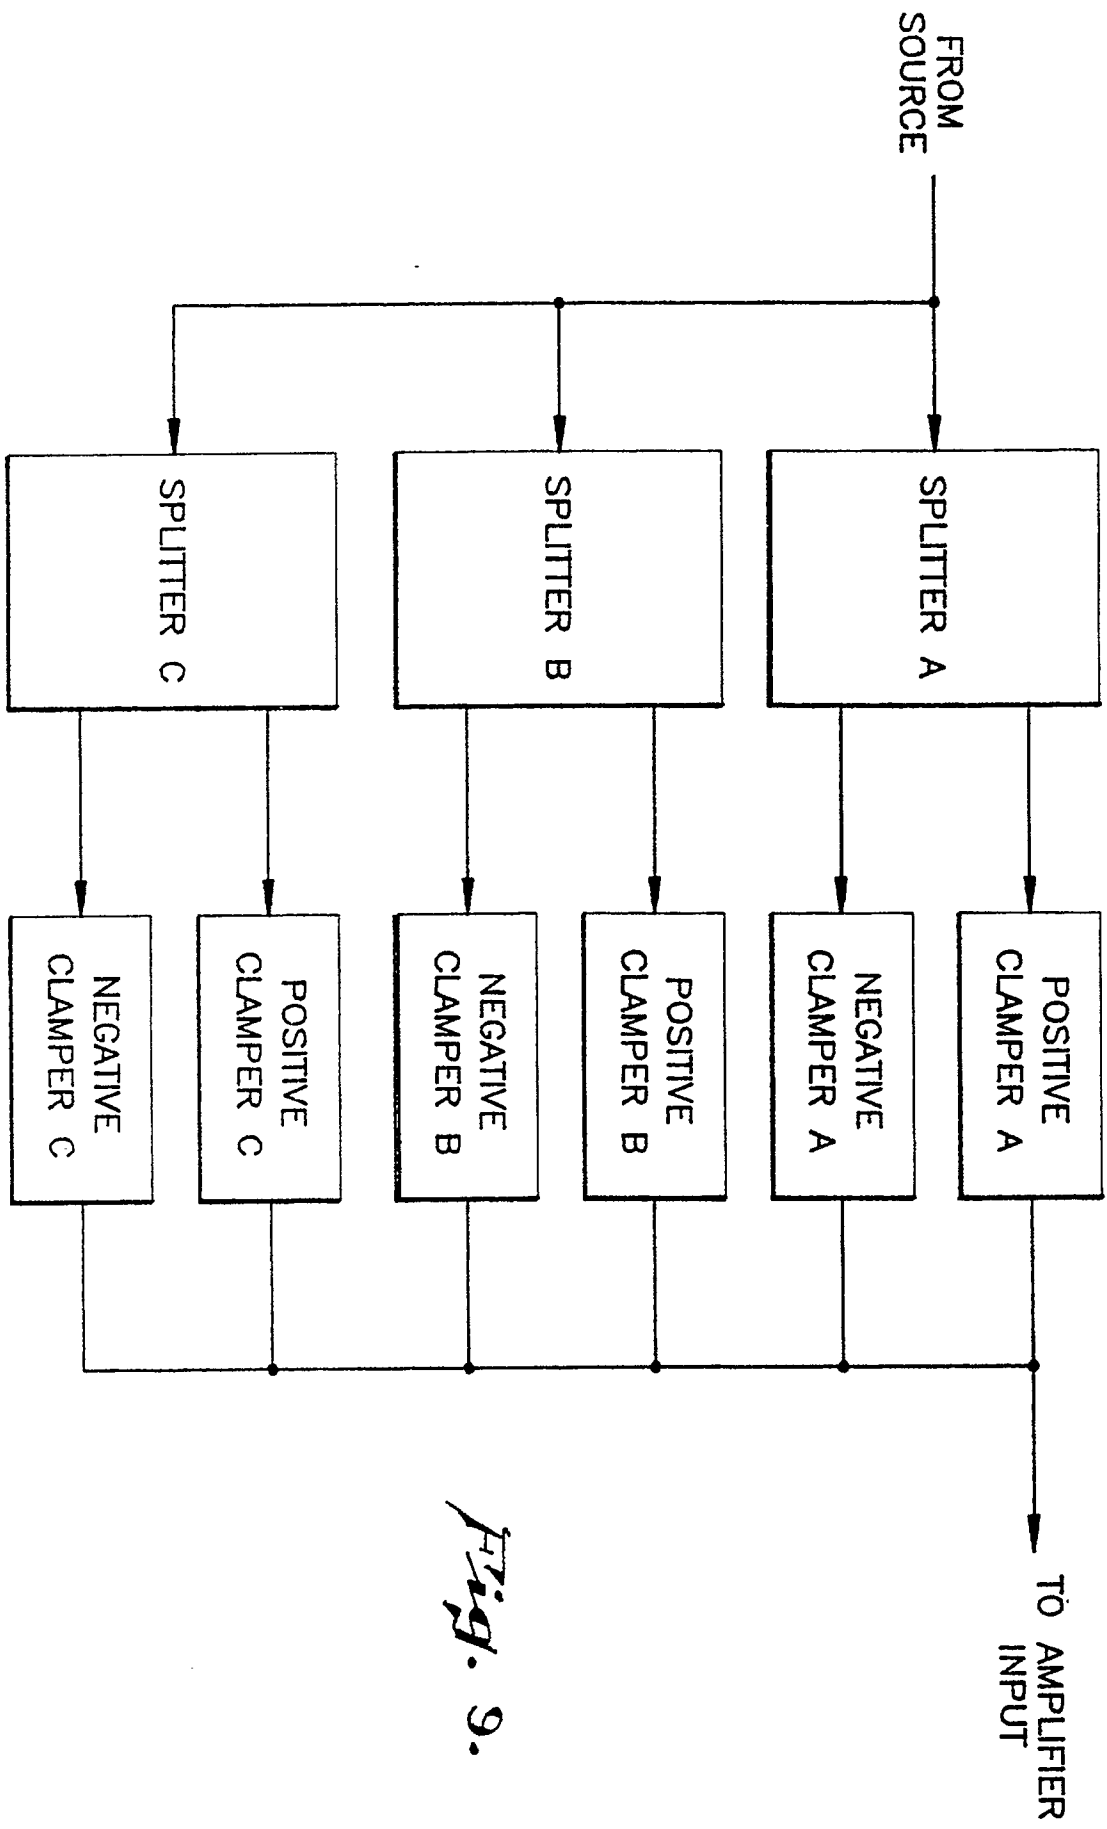 FROM
SOURCE
SPLITTER A
SPLITTER B
SPLITTER C
POSITIVE
CLAMPER A
NEGATIVE
CLAMPER A
POSITIVE
CLAMPER B
NEGATIVE
CLAMPER B
POSITIVE
CLAMPER C
NEGATIVE
CLAMPER C
TO AMPLIFIER
INPUT
Fig. 9.